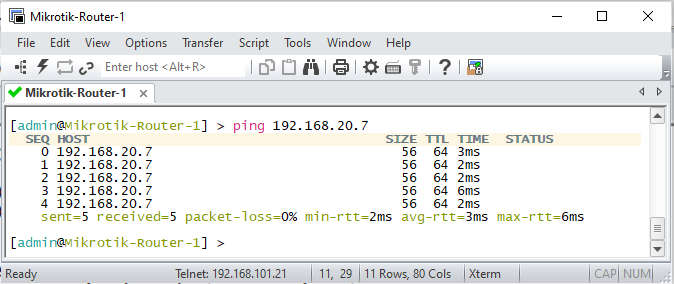 Mikrotik-Router-1
File Edit View Options Transfer Script Tools Window Help
Enter host <Alt+R>
Mikrotik-Router-1
[admin@Mikrotik-Router-1] > ping 192.168.20.7
SEQ HOST SIZE TTL TIME STATUS
0 192.168.20.7 56 64 3ms
1 192.168.20.7 56 64 2ms
2 192.168.20.7 56 64 2ms
3 192.168.20.7 56 64 6ms
4 192.168.20.7 56 64 2ms
sent=5 received=5 packet-loss=0% min-rtt=2ms avg-rtt=3ms max-rtt=6ms
[admin@Mikrotik-Router-1] >
Ready Telnet: 192.168.101.21 11, 29 11 Rows, 80 Cols Xterm CAP NUM